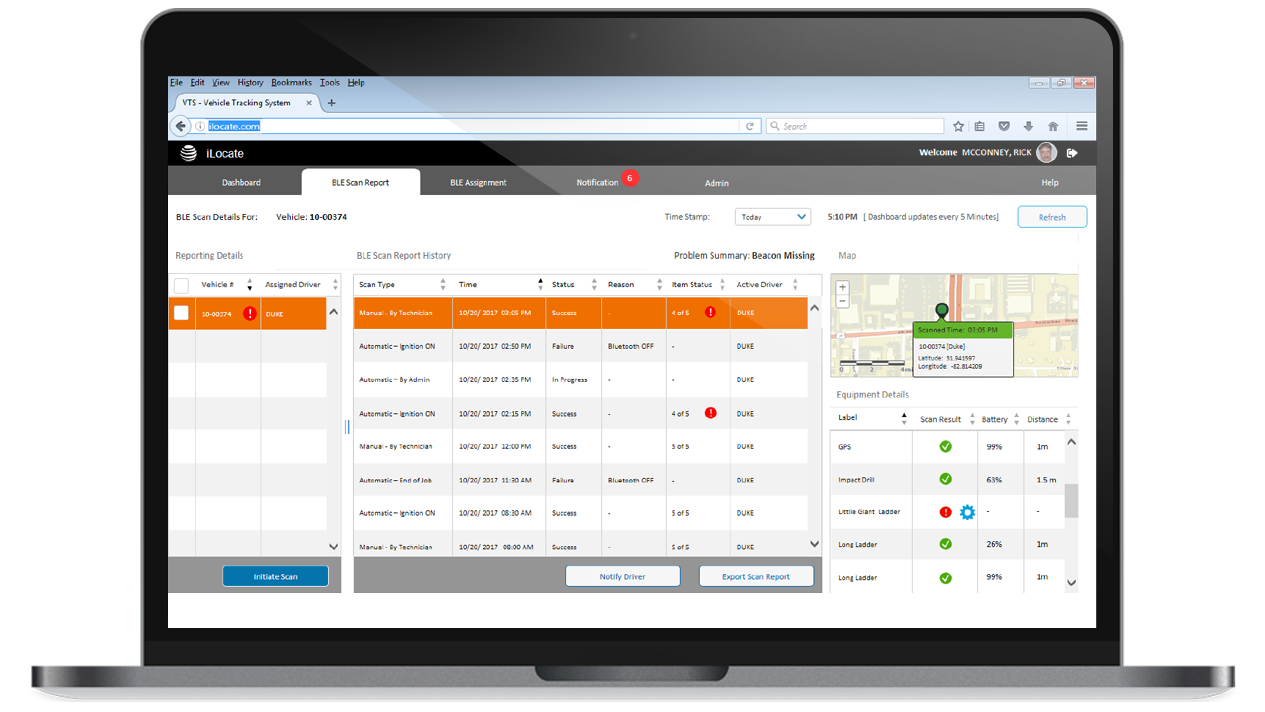 File Edit View History Bookmarks Tools Help
VTS - Vehicle Tracking System
ilocate.com
Search
iLocate
Welcome MCCONNEY, RICK
Dashboard
BLE Scan Report
BLE Assignment
Notification 6
Admin
Help
BLE Scan Details For: Vehicle: 10-00374
Time Stamp: Today
5:10 PM [ Dashboard updates every 5 Minutes]
Refresh
Reporting Details
Vehicle # Assigned Driver
10-00374 DUKE
Initiate Scan
BLE Scan Report History
Problem Summary: Beacon Missing
Scan Type Time Status Reason Item Status Active Driver
Manual - By Technician 10/20/ 2017 03:05 PM Success - 4 of 5 DUKE
Automatic – Ignition ON 10/20/ 2017 02:50 PM Failure Bluetooth OFF - DUKE
Automatic – By Admin 10/20/ 2017 02:35 PM In Progress - - DUKE
Automatic – Ignition ON 10/20/ 2017 02:15 PM Success - 4 of 5 DUKE
Manual - By Technician 10/20/ 2017 12:00 PM Success - 5 of 5 DUKE
Automatic – End of Job 10/20/ 2017 11:30 AM Failure Bluetooth OFF - DUKE
Automatic – Ignition ON 10/20/ 2017 08:30 AM Success - 5 of 5 DUKE
Manual - By Technician 10/20/ 2017 08:00 AM Success - 5 of 5 DUKE
Notify Driver
Export Scan Report
Map
Scanned Time: 03:05 PM
10-00374 [Duke]
Latitude: 31.941597
Longitude: -82.814209
0 2
Equipment Details
Label Scan Result Battery Distance
GPS 99% 1m
Impact Drill 63% 1.5 m
Little Giant Ladder - -
Long Ladder 26% 1m
Long Ladder 99% 1m